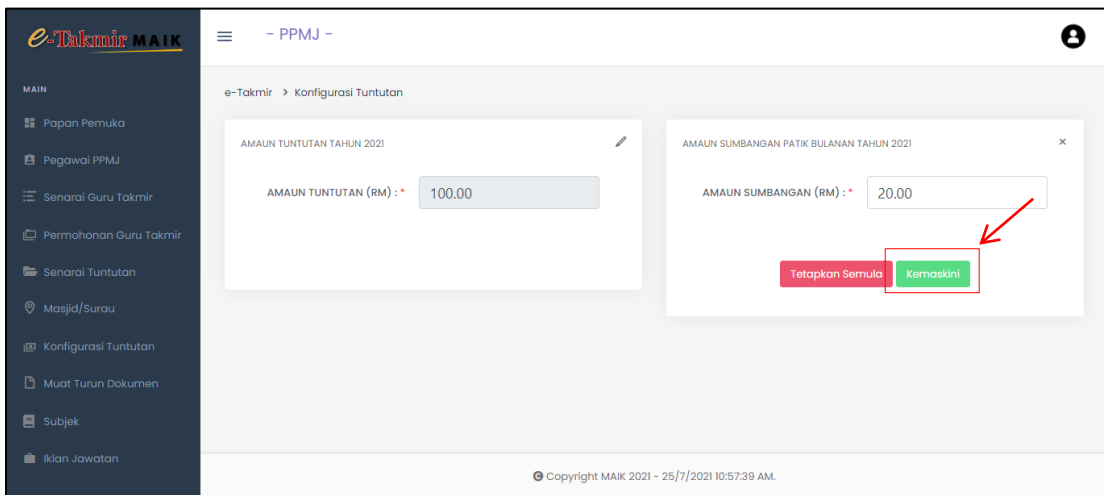 e-Takmir MAIK
- PPMJ -
MAIN
Papan Pemuka
Pegawai PPMJ
Senarai Guru Takmir
Permohonan Guru Takmir
Senarai Tuntutan
Masjid/Surau
Konfigurasi Tuntutan
Muat Turun Dokumen
Subjek
Iklan Jawatan
e-Takmir > Konfigurasi Tuntutan
AMAUN TUNTUTAN TAHUN 2021
AMAUN TUNTUTAN (RM) : * 100.00
AMAUN SUMBANGAN PATIK BULANAN TAHUN 2021 ×
AMAUN SUMBANGAN (RM) : * 20.00
Tetapkan Semula Kemaskini
Copyright MAIK 2021 - 25/7/2021 10:57:39 AM.